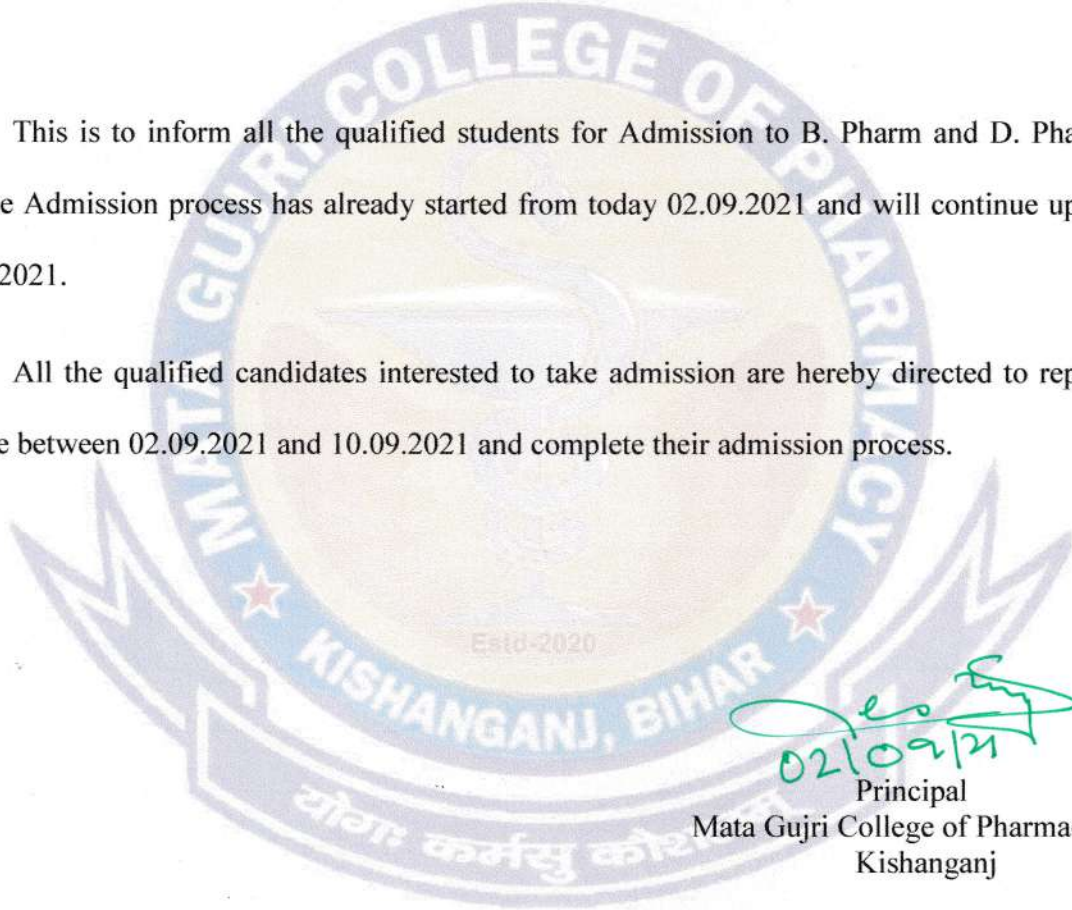 MATA GUJRI COLLEGE OF PHARMACY
This is to inform all the qualified students for Admission to B. Pharm and D. Pha
e Admission process has already started from today 02.09.2021 and will continue up
2021.
All the qualified candidates interested to take admission are hereby directed to rep
e between 02.09.2021 and 10.09.2021 and complete their admission process.
Estd-2020
KISHANGANJ, BIHAR
02/09/21
Principal
Mata Gujri College of Pharma
Kishanganj
योगः कर्मसु कौशलम्